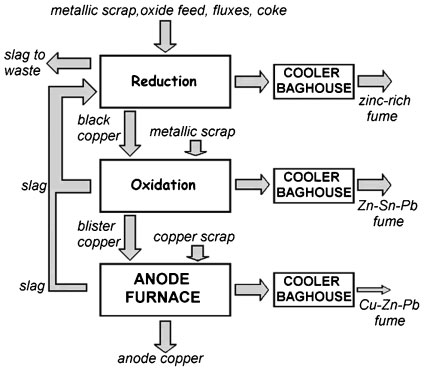 metallic scrap,oxide feed, fluxes, coke
slag to
waste
Reduction
COOLER
BAGHOUSE
zinc-rich
fume
black
copper
metallic scrap
slag
Oxidation
COOLER
BAGHOUSE
Zn-Sn-Pb
fume
blister
copper
copper scrap
slag
ANODE
FURNACE
COOLER
BAGHOUSE
Cu-Zn-Pb
fume
anode copper